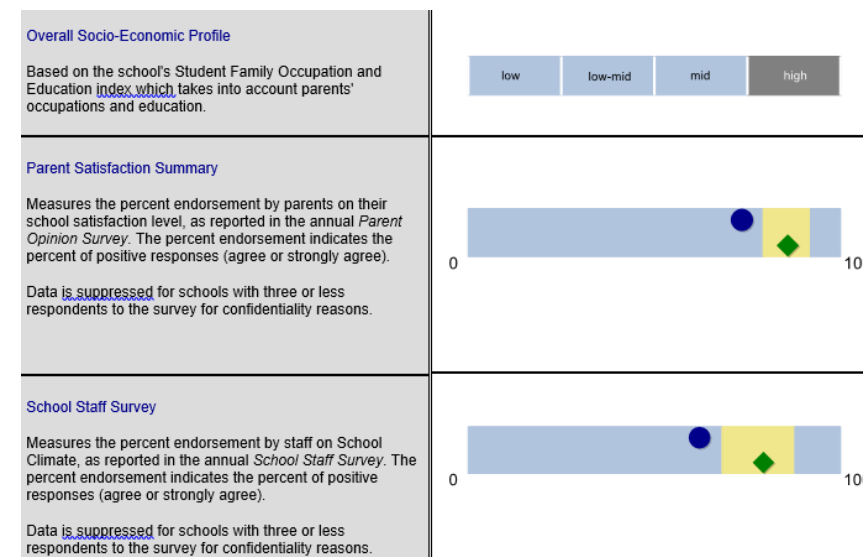 Overall Socio-Economic Profile
Based on the school's Student Family Occupation and
Education index which takes into account parents'
occupations and education.
low low-mid mid high
Parent Satisfaction Summary
Measures the percent endorsement by parents on their
school satisfaction level, as reported in the annual Parent
Opinion Survey. The percent endorsement indicates the
percent of positive responses (agree or strongly agree).
Data is suppressed for schools with three or less
respondents to the survey for confidentiality reasons.
0 10
School Staff Survey
Measures the percent endorsement by staff on School
Climate, as reported in the annual School Staff Survey. The
percent endorsement indicates the percent of positive
responses (agree or strongly agree).
Data is suppressed for schools with three or less
respondents to the survey for confidentiality reasons.
0 10